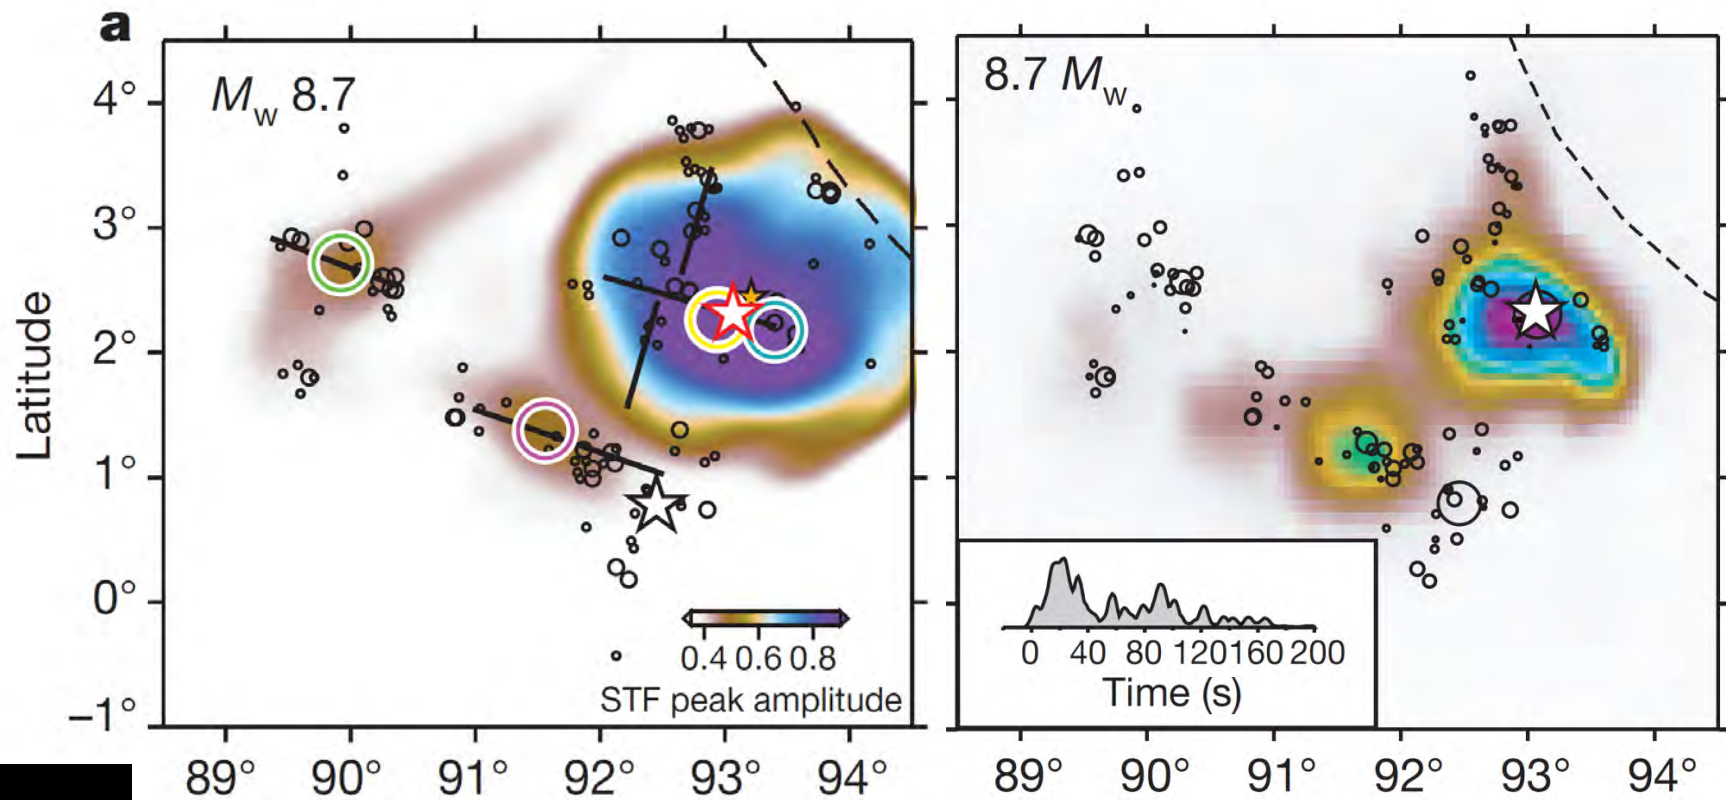 a
M_w 8.7
8.7 M_w
4°
3°
2°
1°
0°
−1°
Latitude
0.4 0.6 0.8
STF peak amplitude
0 40 80 120 160 200
Time (s)
89° 90° 91° 92° 93° 94°
89° 90° 91° 92° 93° 94°